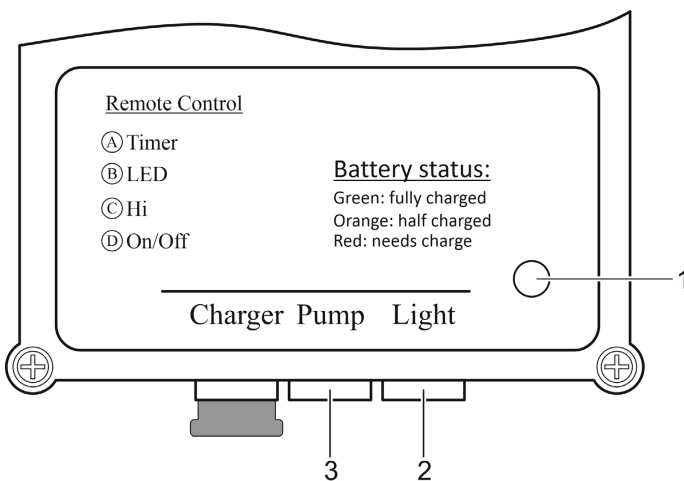 Remote Control
Ⓐ Timer
Ⓑ LED
Ⓒ Hi
Ⓓ On/Off
Battery status:
Green: fully charged
Orange: half charged
Red: needs charge
1
Charger Pump Light
3 2